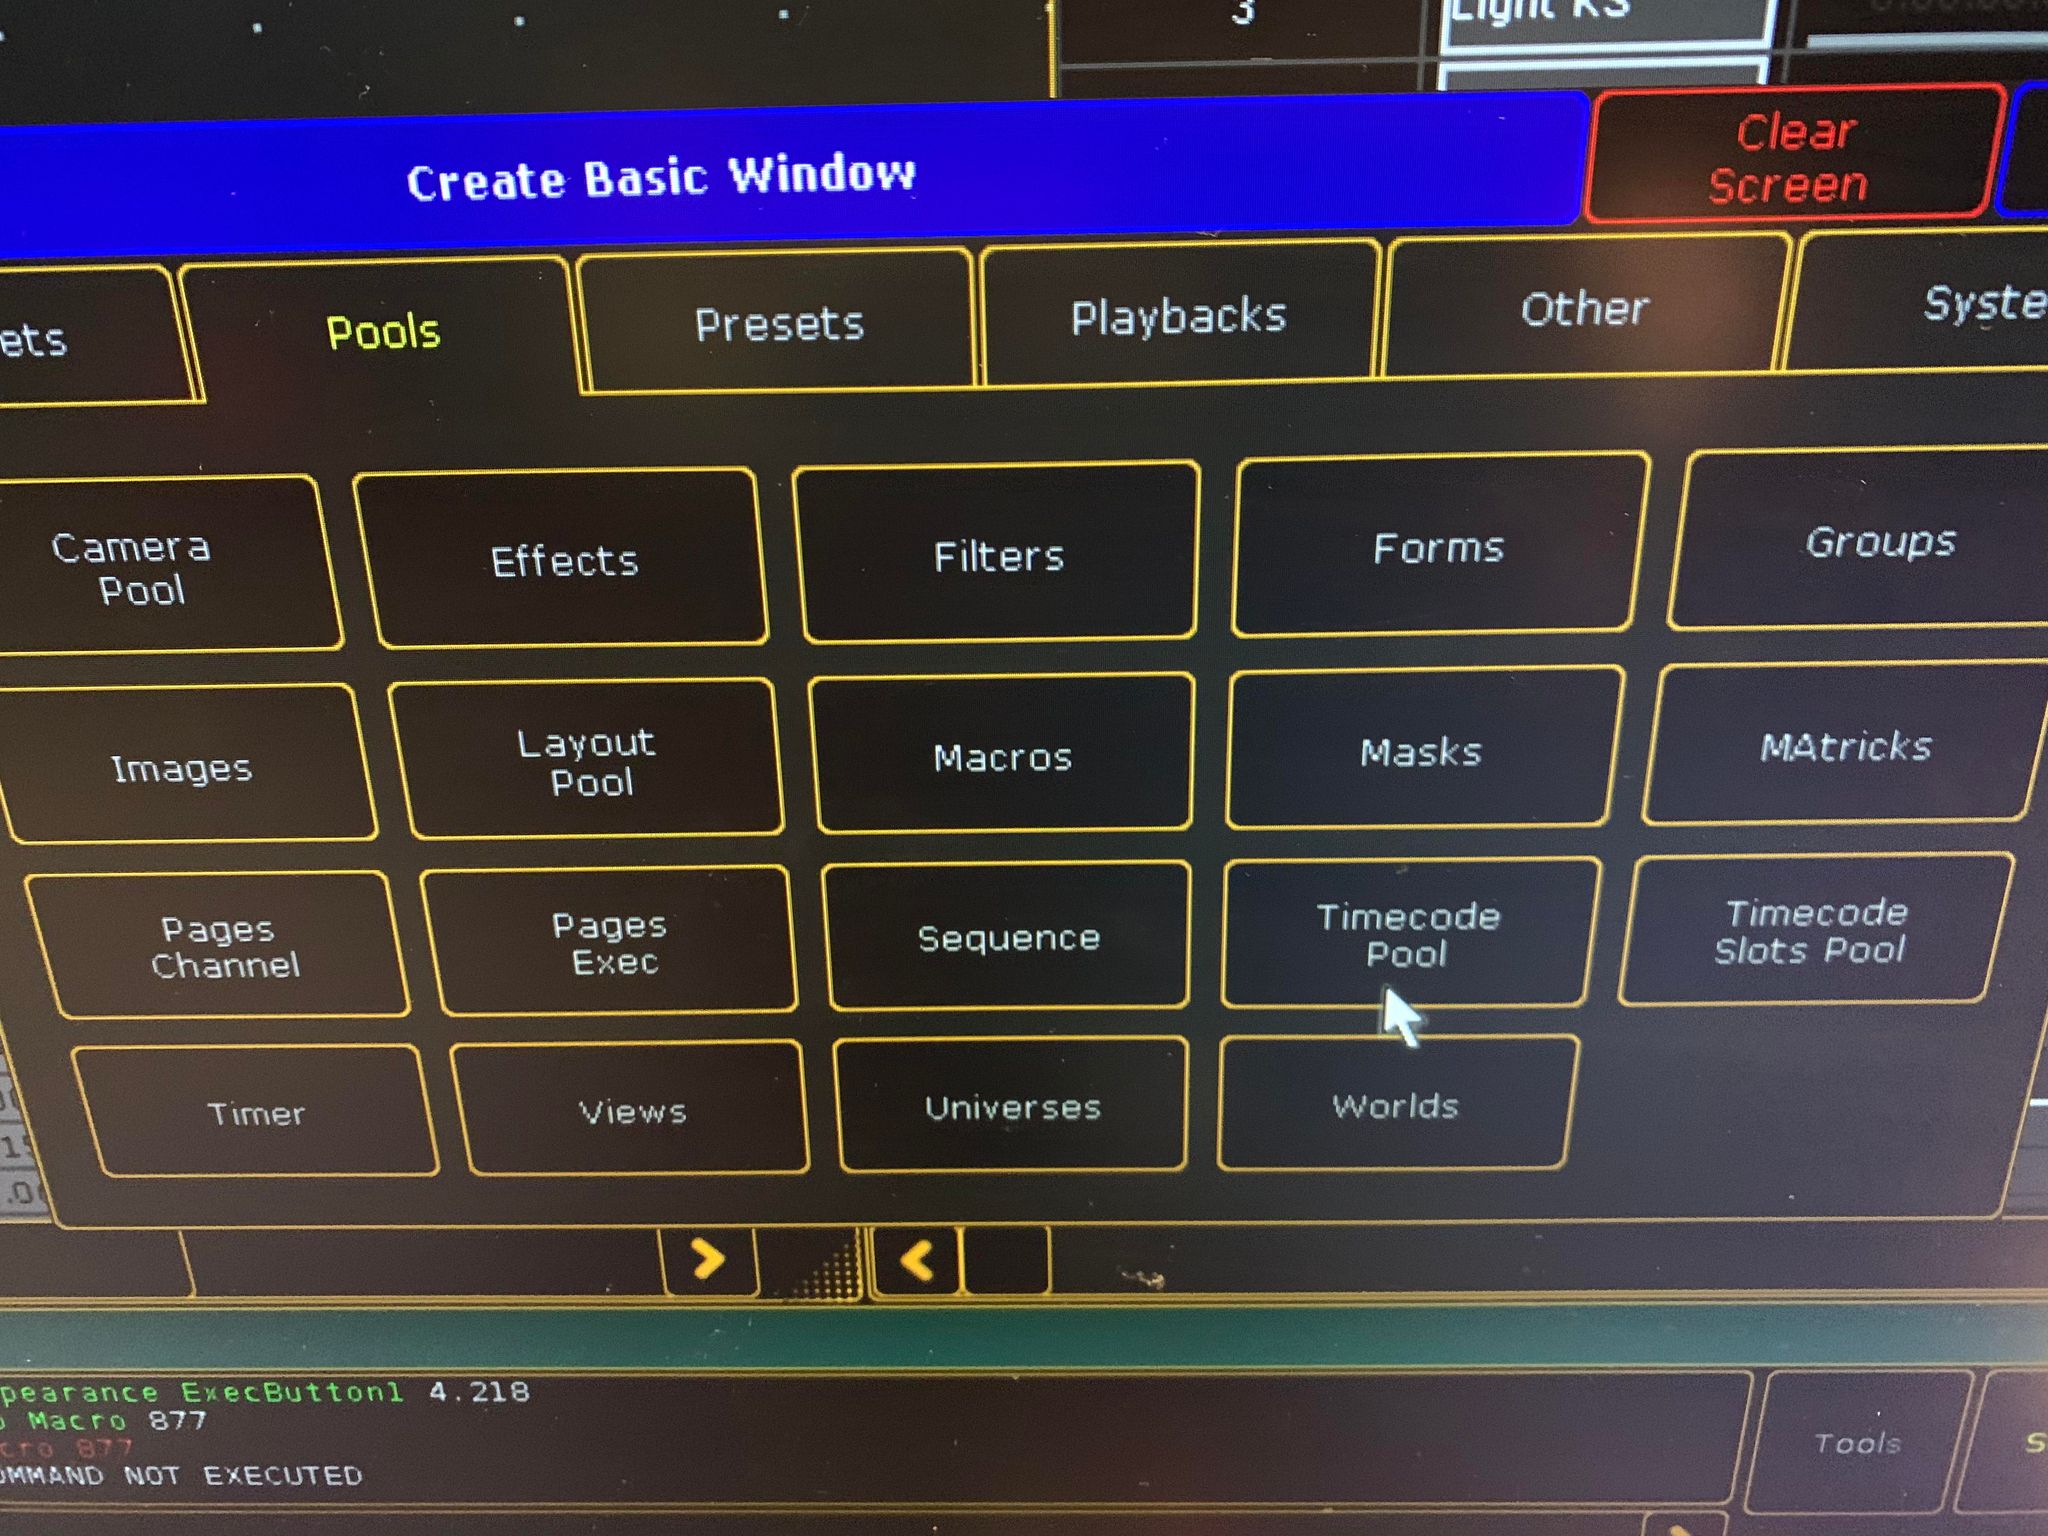 3
Light KS
Create Basic Window
Clear
Screen
ets
Pools
Presets
Playbacks
Other
Syste
Camera
Pool
Effects
Filters
Forms
Groups
Images
Layout
Pool
Macros
Masks
MAtricks
Pages
Channel
Pages
Exec
Sequence
Timecode
Pool
Timecode
Slots Pool
Timer
Views
Universes
Worlds
pearance ExecButton1 4.218
o Macro 877
cro 877
OMMAND NOT EXECUTED
Tools
S